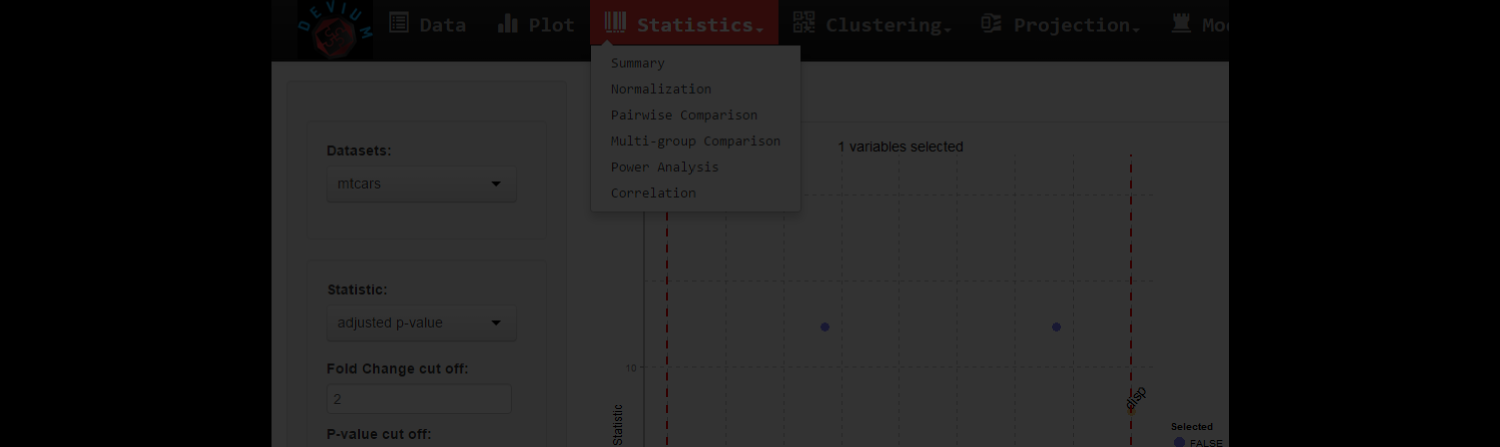 DEVIUM
Data
Plot
Statistics
Clustering
Projection
Mo
Summary
Normalization
Pairwise Comparison
Multi-group Comparison
Power Analysis
Correlation
Datasets:
mtcars
Statistic:
adjusted p-value
Fold Change cut off:
2
P-value cut off:
1 variables selected
10
Statistic
disp
Selected
FALSE